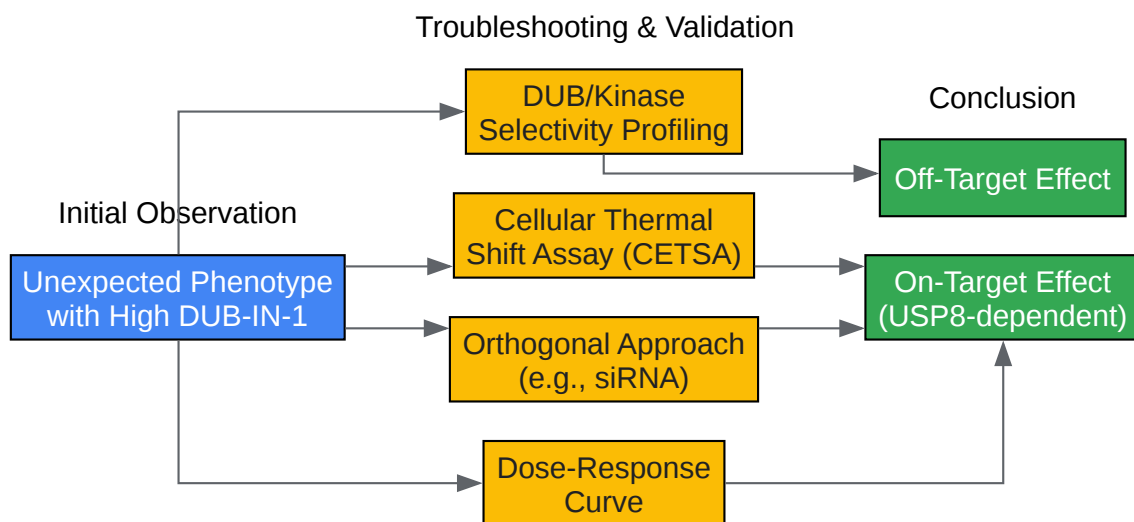 Troubleshooting & Validation
DUB/Kinase
Selectivity Profiling
Conclusion
Off-Target Effect
Initial Observation
Cellular Thermal
Shift Assay (CETSA)
Unexpected Phenotype
with High DUB-IN-1
On-Target Effect
(USP8-dependent)
Orthogonal Approach
(e.g., siRNA)
Dose-Response
Curve